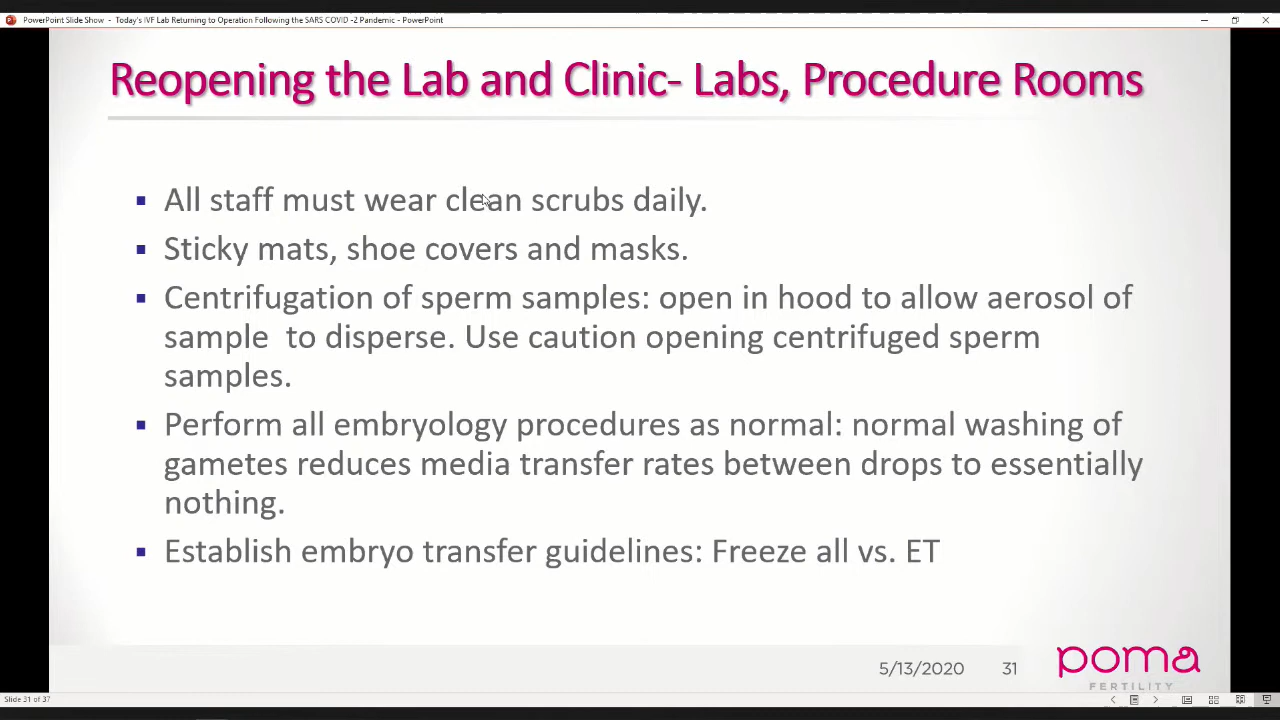 PowerPoint Slide Show - Today's IVF Lab Returning to Operation Following the SARS COVID -2 Pandemic - PowerPoint
Reopening the Lab and Clinic- Labs, Procedure Rooms
All staff must wear clean scrubs daily.
Sticky mats, shoe covers and masks.
Centrifugation of sperm samples: open in hood to allow aerosol of
sample  to disperse. Use caution opening centrifuged sperm
samples.
Perform all embryology procedures as normal: normal washing of
gametes reduces media transfer rates between drops to essentially
nothing.
Establish embryo transfer guidelines: Freeze all vs. ET
5/13/2020 31
poma
FERTILITY
Slide 31 of 37